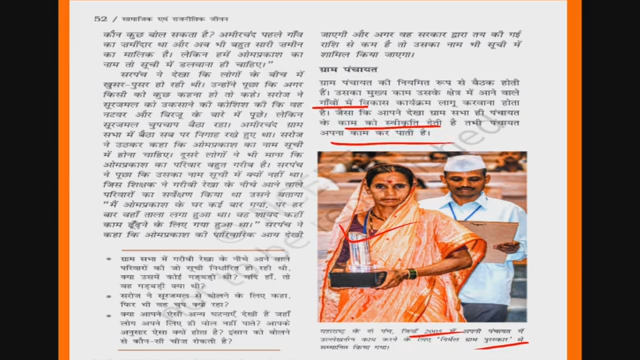 52 / सामाजिक एवं राजनीतिक जीवन
कौन कुछ बोल सकता है? अमीरचंद पहले गाँव
का जमींदार था और अब भी बहुत सारी ज़मीन
का मालिक है। लेकिन हमें ओमप्रकाश का
नाम तो सूची में डलवाना ही चाहिए।"
सरपंच ने देखा कि लोगों के बीच में
खुसर-पुसर हो रही थी। उन्होंने पूछा कि अगर
किसी को कुछ कहना हो तो कहे। सरोज ने
सूरजमल को उकसाने की कोशिश की कि वह
नटवर और बिरजू के बारे में पूछे। लेकिन
सूरजमल चुपचाप बैठा रहा। अमीरचंद ग्राम
सभा में बैठा सब पर निगाह रखे हुए था। सरोज
ने उठकर कहा कि ओमप्रकाश का नाम सूची
में होना चाहिए। दूसरे लोगों ने भी माना कि
ओमप्रकाश का परिवार बहुत गरीब है। सरपंच
ने पूछा कि उसका नाम सूची में क्यों नहीं था।
जिस शिक्षक ने गरीबी रेखा के नीचे आने वाले
परिवारों का सर्वेक्षण किया था उसने बताया
"मैं ओमप्रकाश के घर कई बार गया, पर हर
बार वहाँ ताला लगा हुआ था। वह शायद कहीं
काम ढूँढ़ने के लिए गया हुआ था।" सरपंच ने
कहा कि ओमप्रकाश की पारिवारिक आय देखी
• ग्राम सभा में गरीबी रेखा के नीचे आने वाले
परिवारों की जो सूची निर्धारित हो रही थी,
क्या उसमें कोई गड़बड़ी थी? यदि हाँ, तो
वह गड़बड़ी क्या थी?
• सरोज ने सूरजमल से बोलने के लिए कहा,
फिर भी वह चुप क्यों रहा?
• क्या आपने ऐसी अन्य घटनाएँ देखी हैं जहाँ
लोग अपने लिए ही बोल नहीं पाते? आपके
अनुसार ऐसा क्यों होता है? इंसान को बोलने
से कौन-सी चीज़ रोकती है?
जाएगी और अगर वह सरकार द्वारा तय की गई
राशि से कम है तो उसका नाम भी सूची में
शामिल किया जाएगा।
ग्राम पंचायत
ग्राम पंचायत की नियमित रूप से बैठक होती
है। उसका मुख्य काम उसके क्षेत्र में आने वाले
गाँवों में विकास कार्यक्रम लागू करवाना होता
है। जैसा कि आपने देखा ग्राम सभा ही पंचायत
के काम को स्वीकृति देती है तभी पंचायत
अपना काम कर पाती है।
महाराष्ट्र के दो पंच, जिन्हें 2005 में अपनी पंचायत में
उल्लेखनीय काम करने के लिए 'निर्मल ग्राम पुरस्कार' से
सम्मानित किया गया।